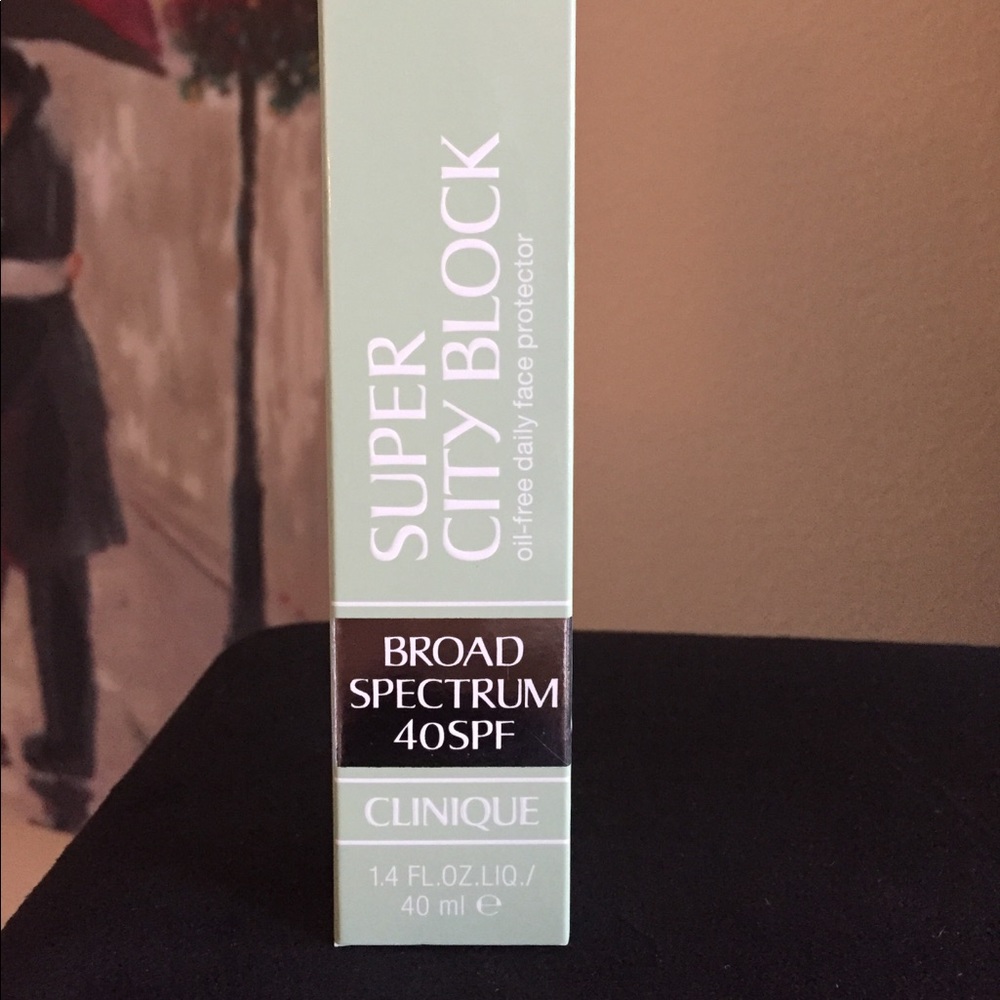 SUPER
CITY BLOCK
oil-free daily face protector
BROAD
SPECTRUM
40SPF
CLINIQUE
1.4 FL.OZ.LIQ./
40 ml ℮